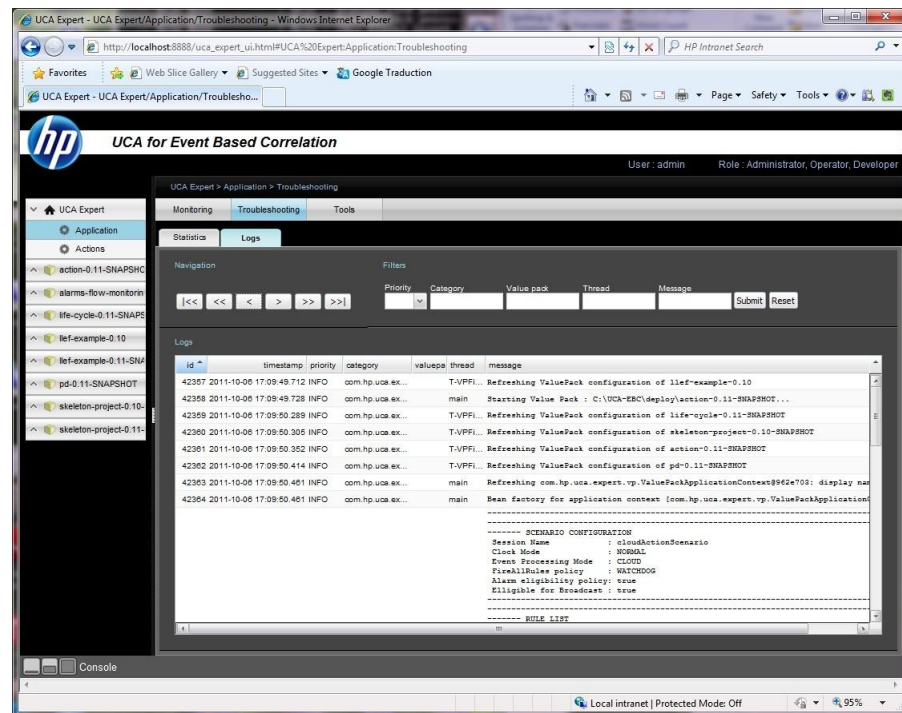 UCA Expert - UCA Expert/Application/Troubleshooting - Windows Internet Explorer
http://localhost:8888/uca_expert_ui.html#UCA%20Expert:Application:Troubleshooting
HP Intranet Search
Favorites
Web Slice Gallery
Suggested Sites
Google Traduction
UCA Expert - UCA Expert/Application/Troublesho...
Page
Safety
Tools
hp
UCA for Event Based Correlation
User : admin
Role : Administrator, Operator, Developer
UCA Expert > Application > Troubleshooting
UCA Expert
Application
Actions
action-0.11-SNAPSHO
alarms-flow-monitorin
life-cycle-0.11-SNAPS
llef-example-0.10
llef-example-0.11-SNA
pd-0.11-SNAPSHOT
skeleton-project-0.10-
skeleton-project-0.11-
Monitoring
Troubleshooting
Tools
Statistics
Logs
Navigation
Filters
|<<
<<
<
>
>>
>>|
Priority
Category
Value pack
Thread
Message
Submit
Reset
Logs
id timestamp priority category valuepa thread message
42357 2011-10-06 17:09:49.712 INFO com.hp.uca.ex... T-VPFi... Refreshing ValuePack configuration of llef-example-0.10
42358 2011-10-06 17:09:49.728 INFO com.hp.uca.ex... main Starting Value Pack : C:\UCA-EBC\deploy\action-0.11-SNAPSHOT...
42359 2011-10-06 17:09:50.289 INFO com.hp.uca.ex... T-VPFi... Refreshing ValuePack configuration of life-cycle-0.11-SNAPSHOT
42360 2011-10-06 17:09:50.305 INFO com.hp.uca.ex... T-VPFi... Refreshing ValuePack configuration of skeleton-project-0.10-SNAPSHOT
42361 2011-10-06 17:09:50.352 INFO com.hp.uca.ex... T-VPFi... Refreshing ValuePack configuration of action-0.11-SNAPSHOT
42362 2011-10-06 17:09:50.414 INFO com.hp.uca.ex... T-VPFi... Refreshing ValuePack configuration of pd-0.11-SNAPSHOT
42363 2011-10-06 17:09:50.461 INFO com.hp.uca.ex... main Refreshing com.hp.uca.expert.vp.ValuePackApplicationContext@962e703: display nam
42364 2011-10-06 17:09:50.461 INFO com.hp.uca.ex... main Bean factory for application context [com.hp.uca.expert.vp.ValuePackApplication
------- SCENARIO CONFIGURATION
Session Name : cloudActionScenario
Clock Mode : NORMAL
Event Processing Mode : CLOUD
FireAllRules policy : WATCHDOG
Alarm eligibility policy: true
Elligible for Broadcast : true
------- RULE LIST
Console
Local intranet | Protected Mode: Off
95%